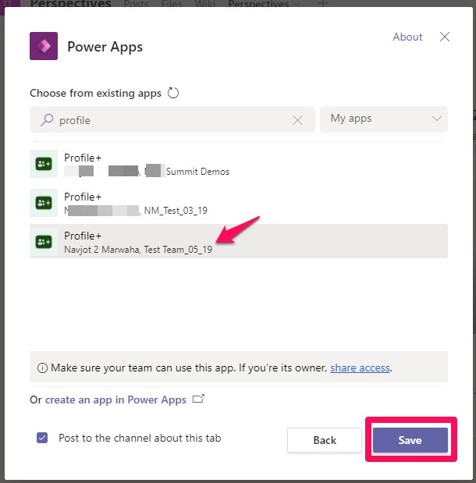 Perspectives Posts Files Wiki Perspectives
Power Apps
About
Choose from existing apps
profile
My apps
Profile+
Summit Demos
Profile+
NM_Test_03_19
Profile+
Navjot 2 Marwaha, Test Team_05_19
Make sure your team can use this app. If you're its owner, share access.
Or create an app in Power Apps
Post to the channel about this tab
Back
Save